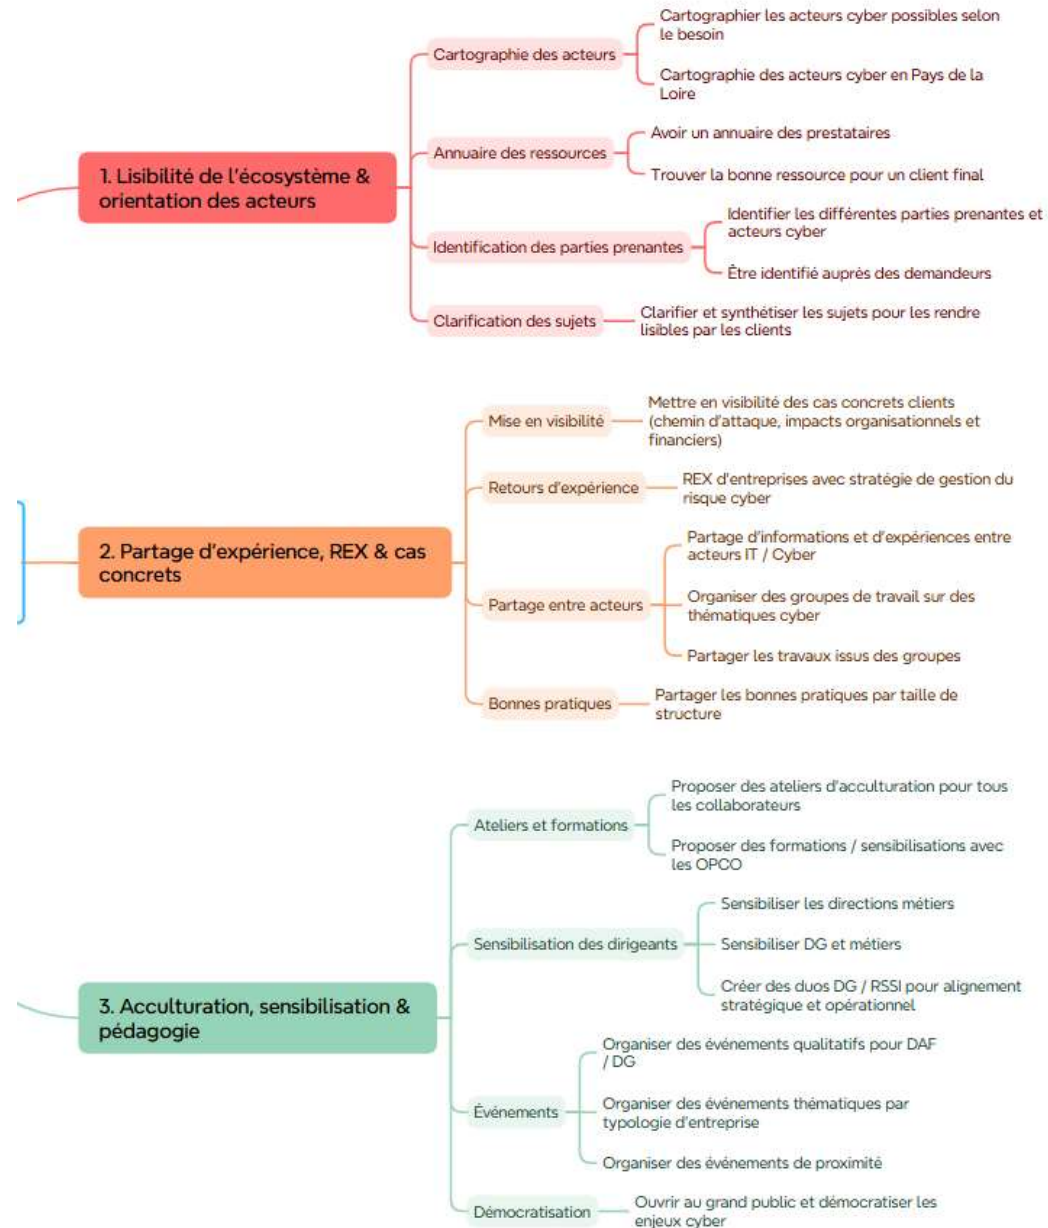 1. Lisibilité de l'écosystème &
orientation des acteurs
Cartographie des acteurs
Cartographier les acteurs cyber possibles selon
le besoin
Cartographie des acteurs cyber en Pays de la
Loire
Annuaire des ressources
Avoir un annuaire des prestataires
Trouver la bonne ressource pour un client final
Identification des parties prenantes
Identifier les différentes parties prenantes et
acteurs cyber
Être identifié auprès des demandeurs
Clarification des sujets
Clarifier et synthétiser les sujets pour les rendre
lisibles par les clients
2. Partage d'expérience, REX & cas
concrets
Mise en visibilité
Mettre en visibilité des cas concrets clients
(chemin d'attaque, impacts organisationnels et
financiers)
Retours d'expérience
REX d'entreprises avec stratégie de gestion du
risque cyber
Partage entre acteurs
Partage d'informations et d'expériences entre
acteurs IT / Cyber
Organiser des groupes de travail sur des
thématiques cyber
Partager les travaux issus des groupes
Bonnes pratiques
Partager les bonnes pratiques par taille de
structure
3. Acculturation, sensibilisation &
pédagogie
Ateliers et formations
Proposer des ateliers d'acculturation pour tous
les collaborateurs
Proposer des formations / sensibilisations avec
les OPCO
Sensibilisation des dirigeants
Sensibiliser les directions métiers
Sensibiliser DG et métiers
Créer des duos DG / RSSI pour alignement
stratégique et opérationnel
Événements
Organiser des événements qualitatifs pour DAF
/ DG
Organiser des événements thématiques par
typologie d'entreprise
Organiser des événements de proximité
Démocratisation
Ouvrir au grand public et démocratiser les
enjeux cyber